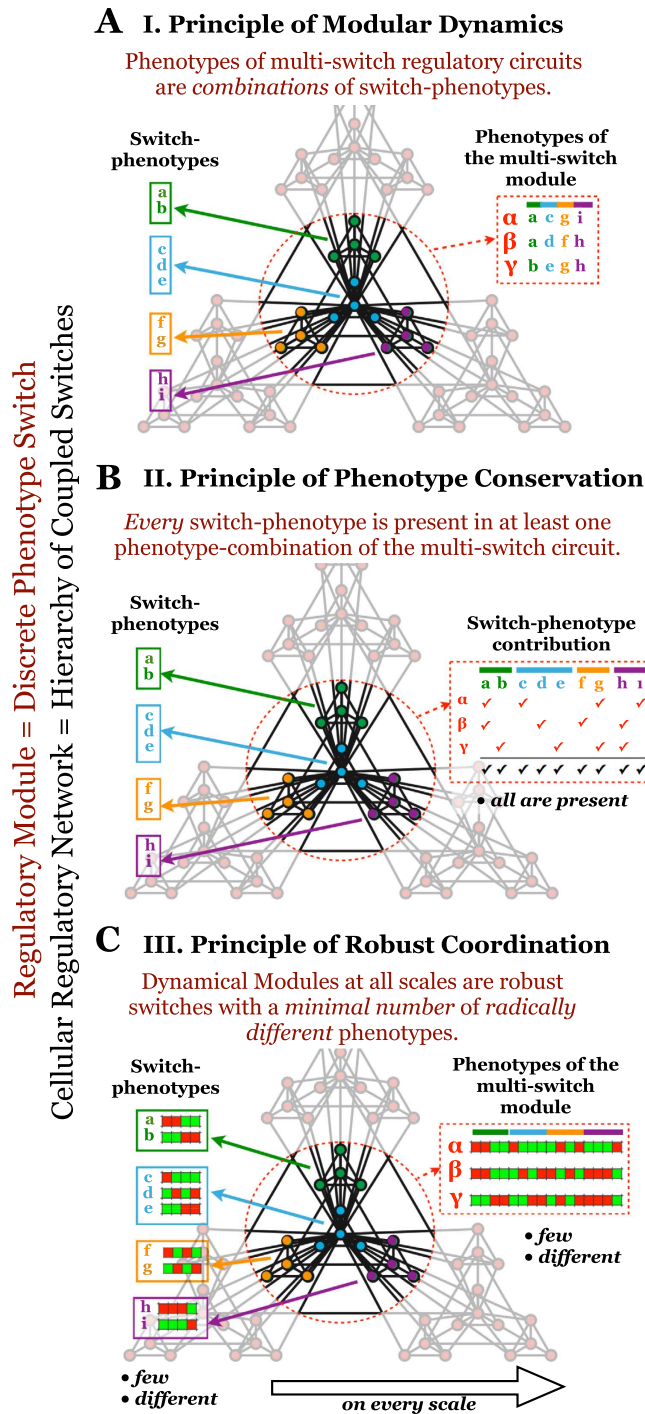 Regulatory Module = Discrete Phenotype Switch
Cellular Regulatory Network = Hierarchy of Coupled Switches
A I. Principle of Modular Dynamics
Phenotypes of multi-switch regulatory circuits
are combinations of switch-phenotypes.
Switch-
phenotypes
a
b
c
d
e
f
g
h
i
Phenotypes of
the multi-switch
module
α a c g i
β a d f h
γ b e g h
B II. Principle of Phenotype Conservation
Every switch-phenotype is present in at least one
phenotype-combination of the multi-switch circuit.
Switch-
phenotypes
a
b
c
d
e
f
g
h
i
Switch-phenotype
contribution
a b c d e f g h i
α ✓ ✓ ✓ ✓
β ✓ ✓ ✓ ✓
γ ✓ ✓ ✓ ✓
✓ ✓ ✓ ✓ ✓ ✓ ✓ ✓ ✓
• all are present
C III. Principle of Robust Coordination
Dynamical Modules at all scales are robust
switches with a minimal number of radically
different phenotypes.
Switch-
phenotypes
a
b
c
d
e
f
g
h
i
• few
• different
Phenotypes of the
multi-switch
module
α
β
γ
• few
• different
on every scale